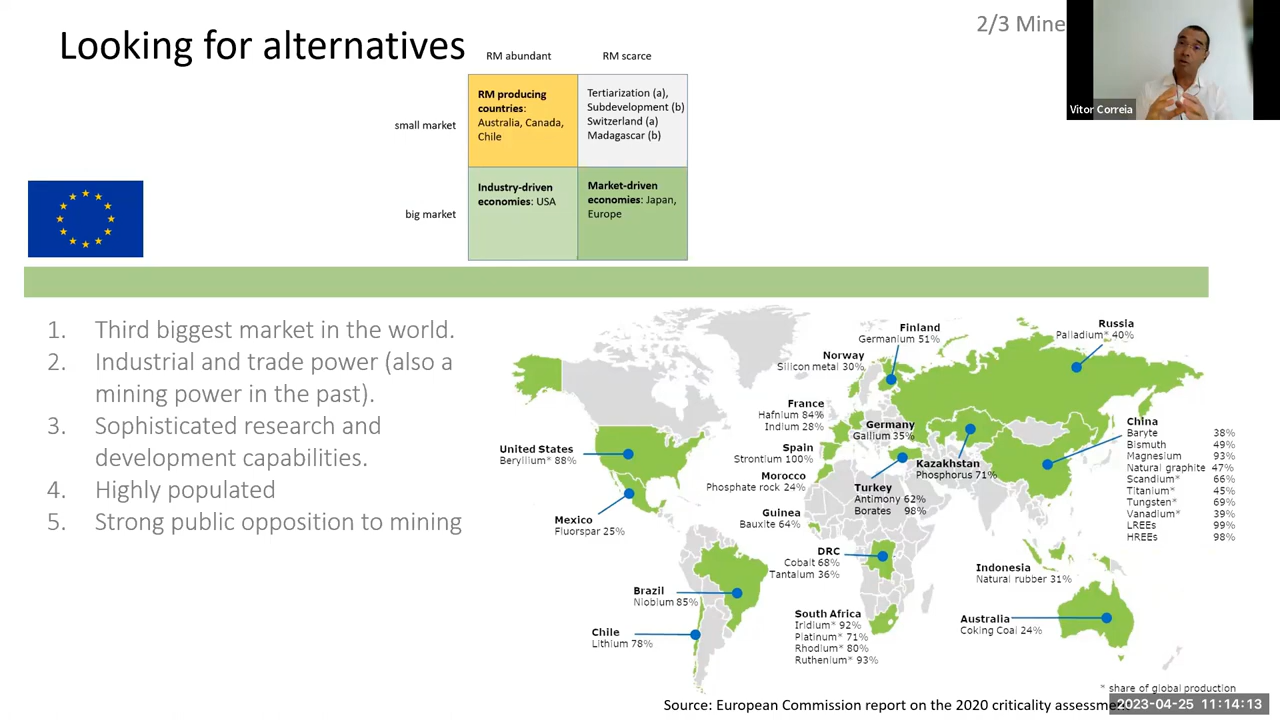 Looking for alternatives
2/3 Mine
Vitor Correia
RM abundant
RM scarce
small market
RM producing
countries:
Australia, Canada,
Chile
Tertiarization (a),
Subdevelopment (b)
Switzerland (a)
Madagascar (b)
big market
Industry-driven
economies: USA
Market-driven
economies: Japan,
Europe
1. Third biggest market in the world.
2. Industrial and trade power (also a
mining power in the past).
3. Sophisticated research and
development capabilities.
4. Highly populated
5. Strong public opposition to mining
Finland
Germanium 51%
Russia
Palladium* 40%
Norway
Silicon metal 30%
France
Hafnium 84%
Indium 28%
Germany
Gallium 35%
Spain
Strontium 100%
Kazakhstan
Phosphorus 71%
Morocco
Phosphate rock 24%
Turkey
Antimony 62%
Borates 98%
China
Baryte 38%
Bismuth 49%
Magnesium 93%
Natural graphite 47%
Scandium* 66%
Titanium* 45%
Tungsten* 69%
Vanadium* 39%
LREEs 99%
HREEs 98%
United States
Beryllium* 88%
Mexico
Fluorspar 25%
Guinea
Bauxite 64%
DRC
Cobalt 68%
Tantalum 36%
Indonesia
Natural rubber 31%
Brazil
Niobium 85%
Chile
Lithium 78%
South Africa
Iridium* 92%
Platinum* 71%
Rhodium* 80%
Ruthenium* 93%
Australia
Coking Coal 24%
* share of global production
Source: European Commission report on the 2020 criticality assessment
2023-04-25 11:14:13